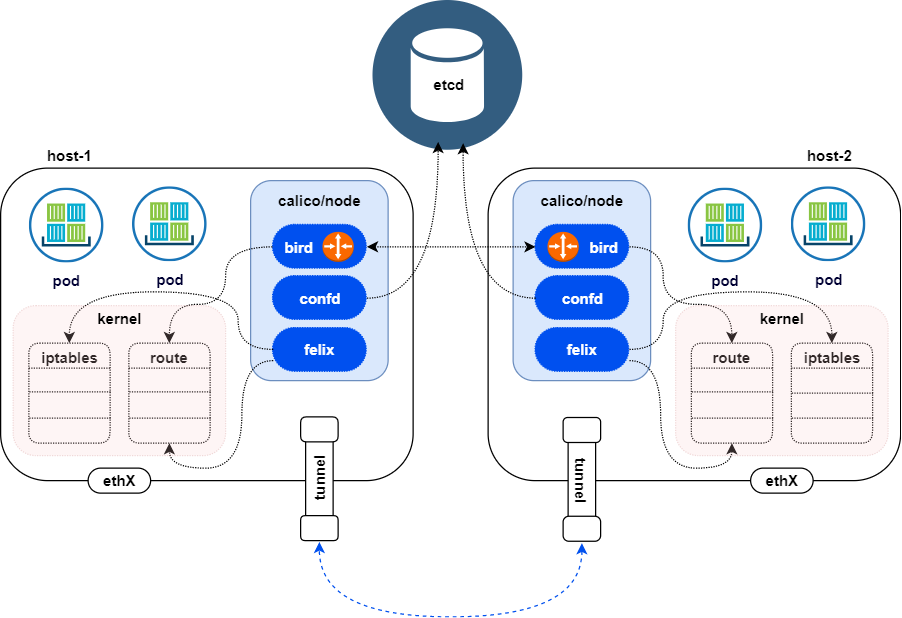 etcd
host-1
host-2
calico/node
calico/node
bird
bird
pod
pod
pod
pod
confd
confd
kernel
kernel
felix
felix
iptables
route
route
iptables
tunnel
tunnel
ethX
ethX